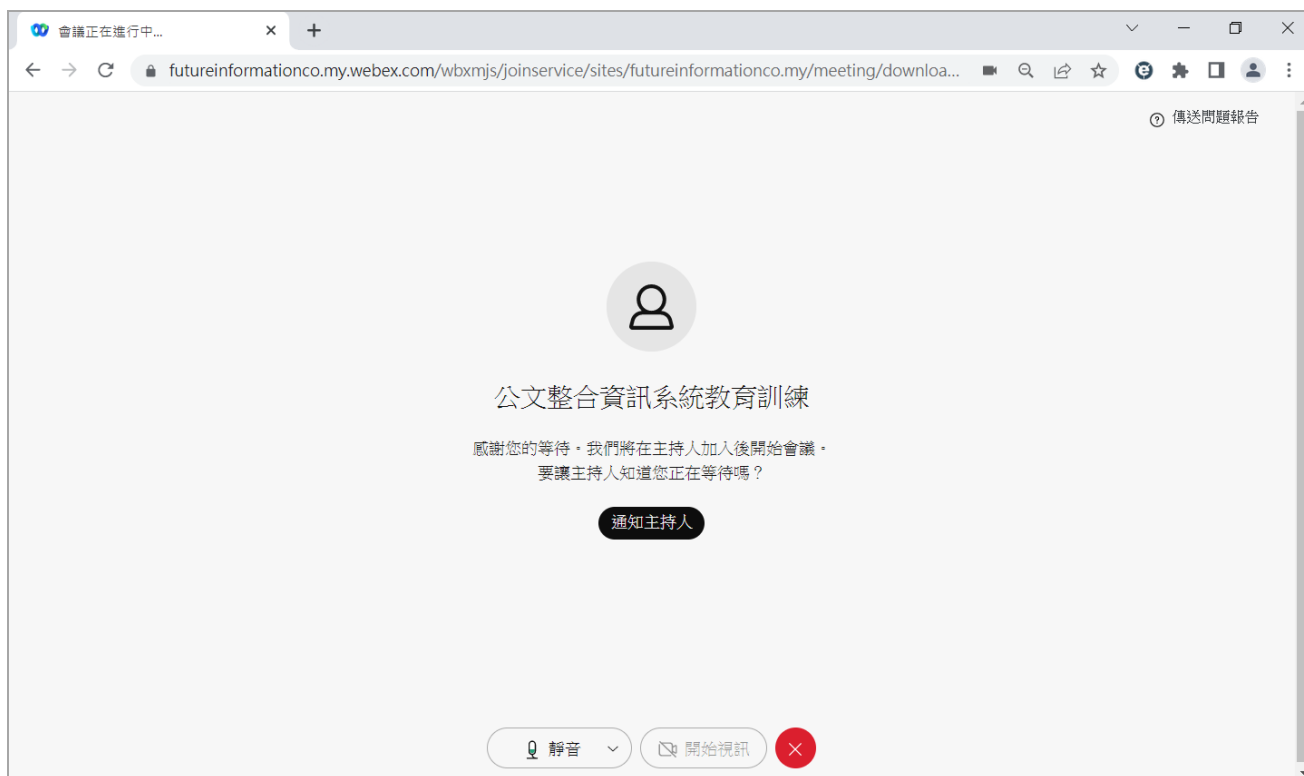 會議正在進行中...
futureinformationco.my.webex.com/wbxmjs/joinservice/sites/futureinformationco.my/meeting/downloa...
傳送問題報告
公文整合資訊系統教育訓練
感謝您的等待。我們將在主持人加入後開始會議。
要讓主持人知道您正在等待嗎？
通知主持人
靜音
開始視訊